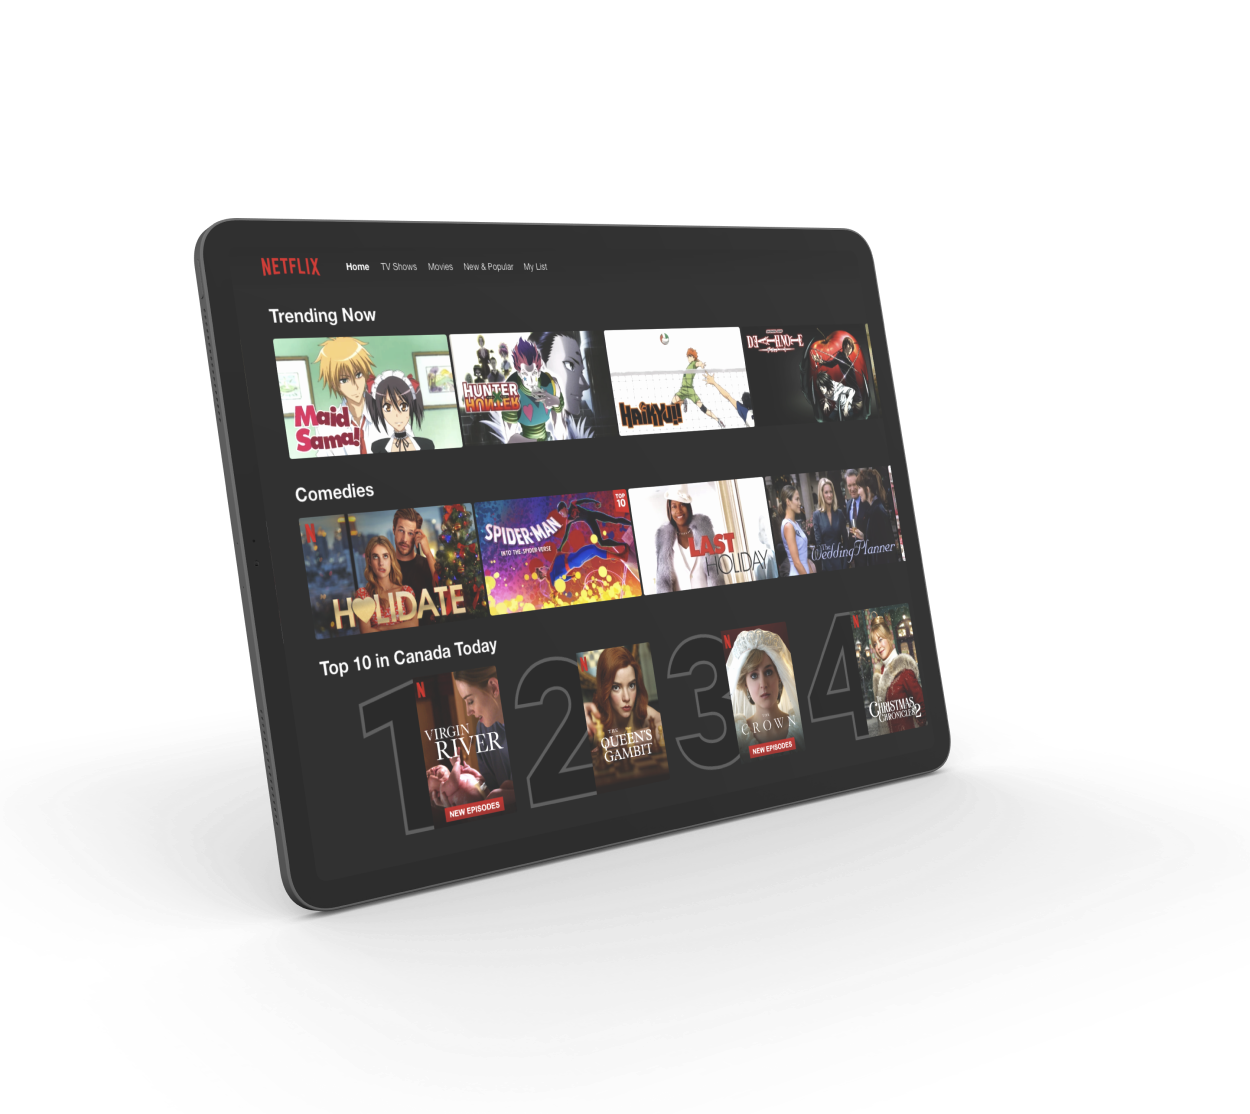 NETFLIX Home TV Shows Movies New & Popular My List
Trending Now
Maid
Sama!
HUNTER
HUNTER
HAIKYU!!
DEATH NOTE
Comedies
N
HOLIDATE
SPIDER-MAN
INTO THE SPIDER-VERSE
TOP
10
LAST
HOLIDAY
The
Wedding Planner
Top 10 in Canada Today
1
N
VIRGIN
RIVER
NEW EPISODES
2
N
THE
QUEEN'S
GAMBIT
3
N
THE
CROWN
NEW EPISODES
4
N
THE
CHRISTMAS
CHRONICLES 2